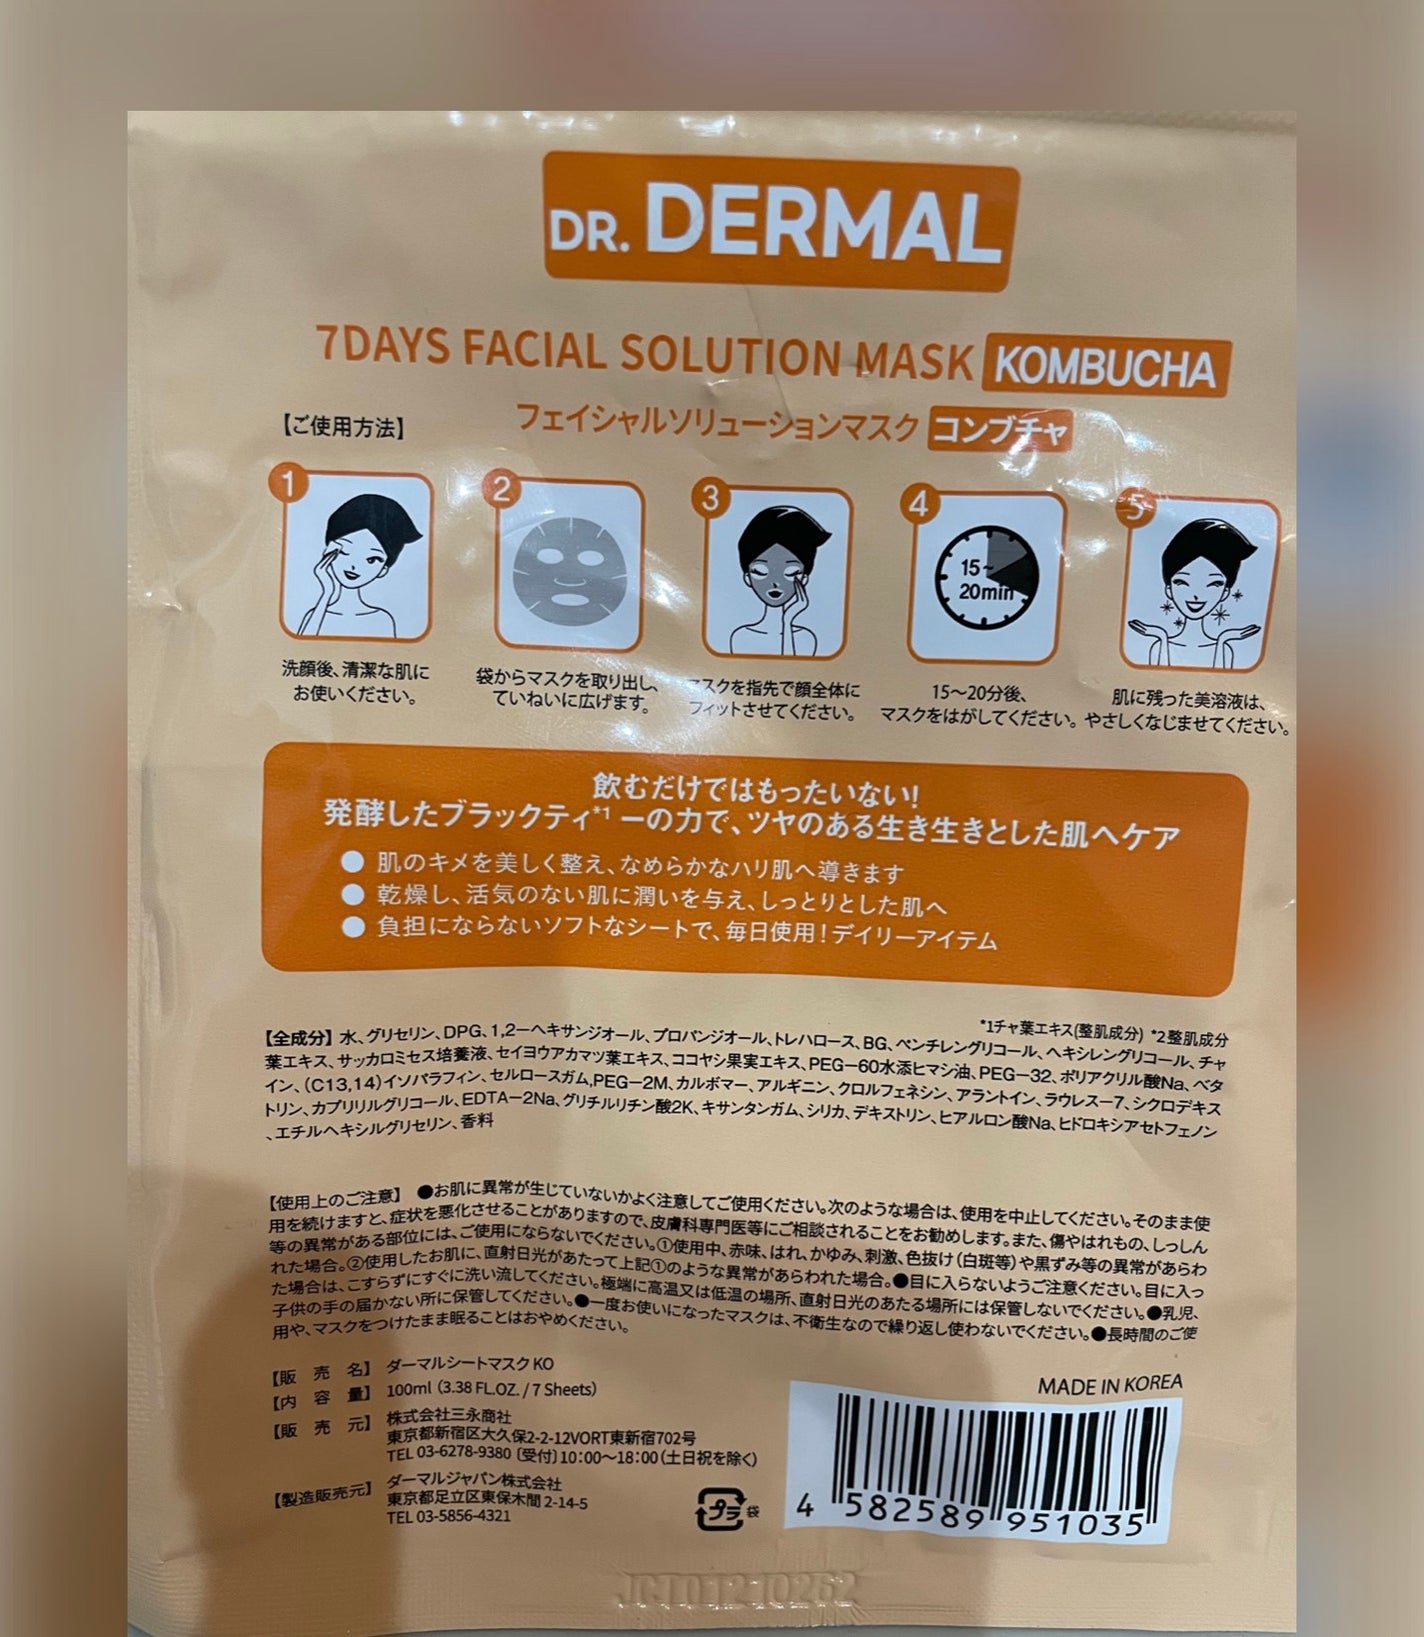 DR. DERMAL
7DAYS FACIAL SOLUTION MASK KOMBUCHA
フェイシャルソリューションマスク コンブチャ
【ご使用方法】
1
2
3
4
5
15~
20min
洗顔後、清潔な肌に
お使いください。
袋からマスクを取り出し、
ていねいに広げます。
マスクを指先で顔全体に
フィットさせてください。
15〜20分後、
マスクをはがしてください。
肌に残った美溶液は、
やさしくなじませてください。
飲むだけではもったいない!
発酵したブラックティ*1 ーの力で、ツヤのある生き生きとした肌へケア
● 肌のキメを美しく整え、なめらかなハリ肌へ導きます
● 乾燥し、活気のない肌に潤いを与え、しっとりとした肌へ
● 負担にならないソフトなシートで、毎日使用!デイリーアイテム
*1チャ葉エキス(整肌成分) *2整肌成分
【全成分】水、グリセリン、DPG、1,2ーヘキサンジオール、プロバンジオール、トレハロース、BG、ペンチレングリコール、ヘキシレングリコール、チャ
葉エキス、サッカロミセス培養液、セイヨウアカマツ葉エキス、ココヤシ果実エキス、PEGー60水添ヒマシ油、PEGー32、ポリアクリル酸Na、ベタ
イン、(C13,14)イソパラフィン、セルロースガム,PEGー2M、カルボマー、アルギニン、クロルフェネシン、アラントイン、ラウレスー7、シクロデキス
トリン、カプリリルグリコール、EDTAー2Na、グリチルリチン酸2K、キサンタンガム、シリカ、デキストリン、ヒアルロン酸Na、ヒドロキシアセトフェノン
、エチルヘキシルグリセリン、香料
【使用上のご注意】 ●お肌に異常が生じていないかよく注意してご使用ください。次のような場合は、使用を中止してください。そのまま使
用を続けますと、症状を悪化させることがありますので、皮膚科専門医等にご相談されることをお勧めします。また、傷やはれもの、しっしん
等の異常がある部位には、ご使用にならないでください。①使用中、赤味、はれ、かゆみ、刺激、色抜け(白斑等)や黒ずみ等の異常があらわ
れた場合。②使用したお肌に、直射日光があたって上記①のような異常があらわれた場合。●目に入らないようご注意ください。目に入っ
た場合は、こすらずにすぐに洗い流してください。極端に高温又は低温の場所、直射日光のあたる場所には保管しないでください。●乳児、
子供の手の届かない所に保管してください。●一度お使いになったマスクは、不衛生なので繰り返し使わないでください。●長時間のご使
用や、マスクをつけたまま眠ることはおやめください。
【販 売 名】 ダーマルシートマスク KO
【内 容 量】 100ml (3.38 FL.OZ. / 7 Sheets)
【販 売 元】 株式会社三永商社
東京都新宿区大久保2-2-12VORT東新宿702号
TEL 03-6278-9380 〔受付〕10:00〜18:00(土日祝を除く)
【製造販売元】 ダーマルジャパン株式会社
東京都足立区東保木間 2-14-5
TEL 03-5856-4321
プラ 袋
MADE IN KOREA
4 582589 951035